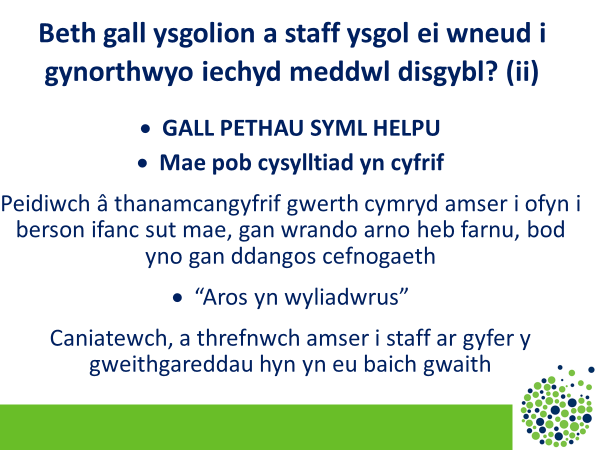 Beth gall ysgolion a staff ysgol ei wneud i
gynorthwyo iechyd meddwl disgybl? (ii)
• GALL PETHAU SYML HELPU
• Mae pob cysylltiad yn cyfrif
Peidiwch â thanamcangyfrif gwerth cymryd amser i ofyn i
berson ifanc sut mae, gan wrando arno heb farnu, bod
yno gan ddangos cefnogaeth
• “Aros yn wyliadwrus”
Caniatewch, a threfnwch amser i staff ar gyfer y
gweithgareddau hyn yn eu baich gwaith